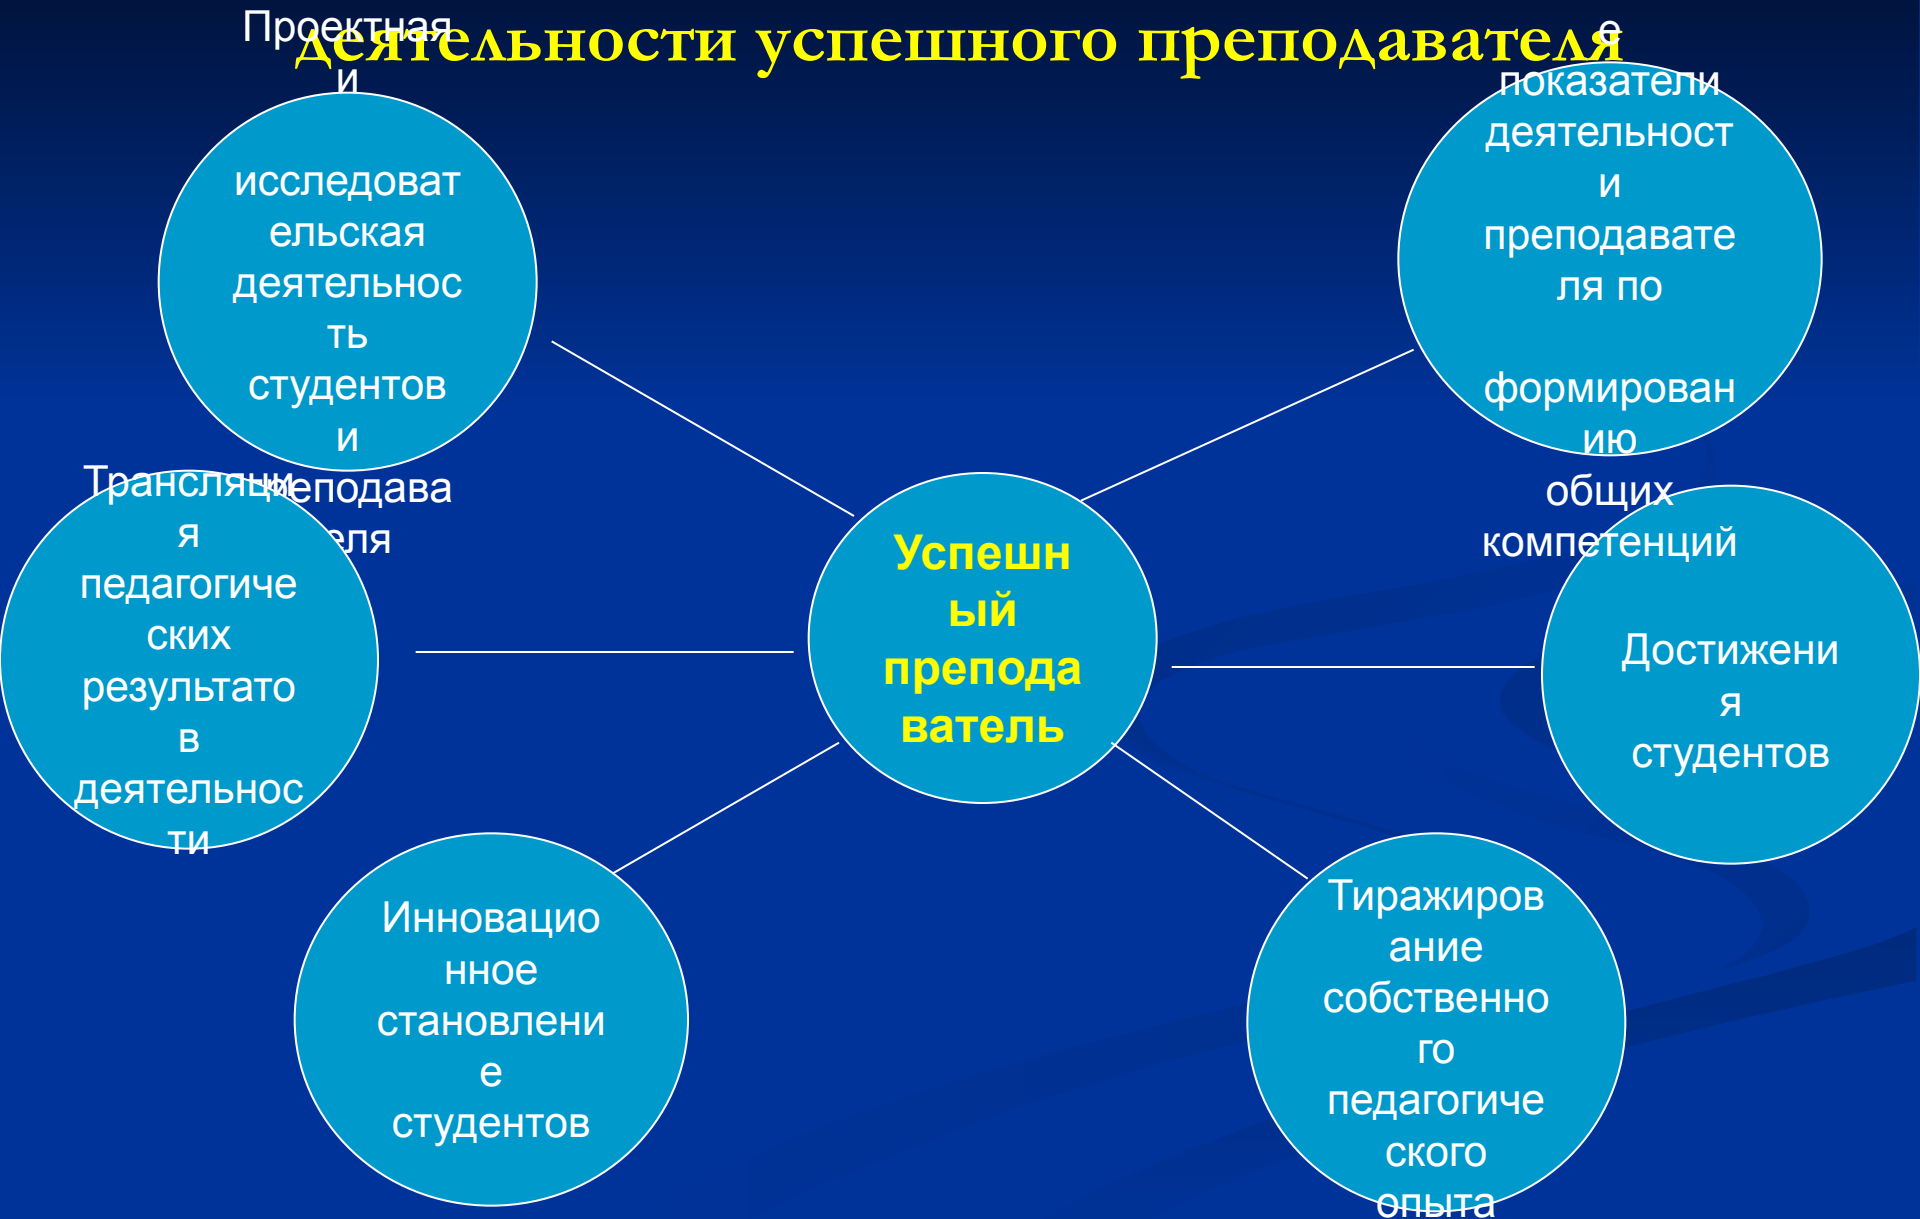 деятельности успешного преподавателя
Проектная
и
исследоват
ельская
деятельнос
ть
студентов
и
еподава
еля
е
показатели
деятельност
и
преподавате
ля по
формирован
ию
общих
компетенций
Трансляци
я
педагогиче
ских
результато
в
деятельнос
ти
Успешн
ый
препода
ватель
Достижени
я
студентов
Инновацио
нное
становлени
е
студентов
Тиражиров
ание
собственно
го
педагогиче
ского
опыта